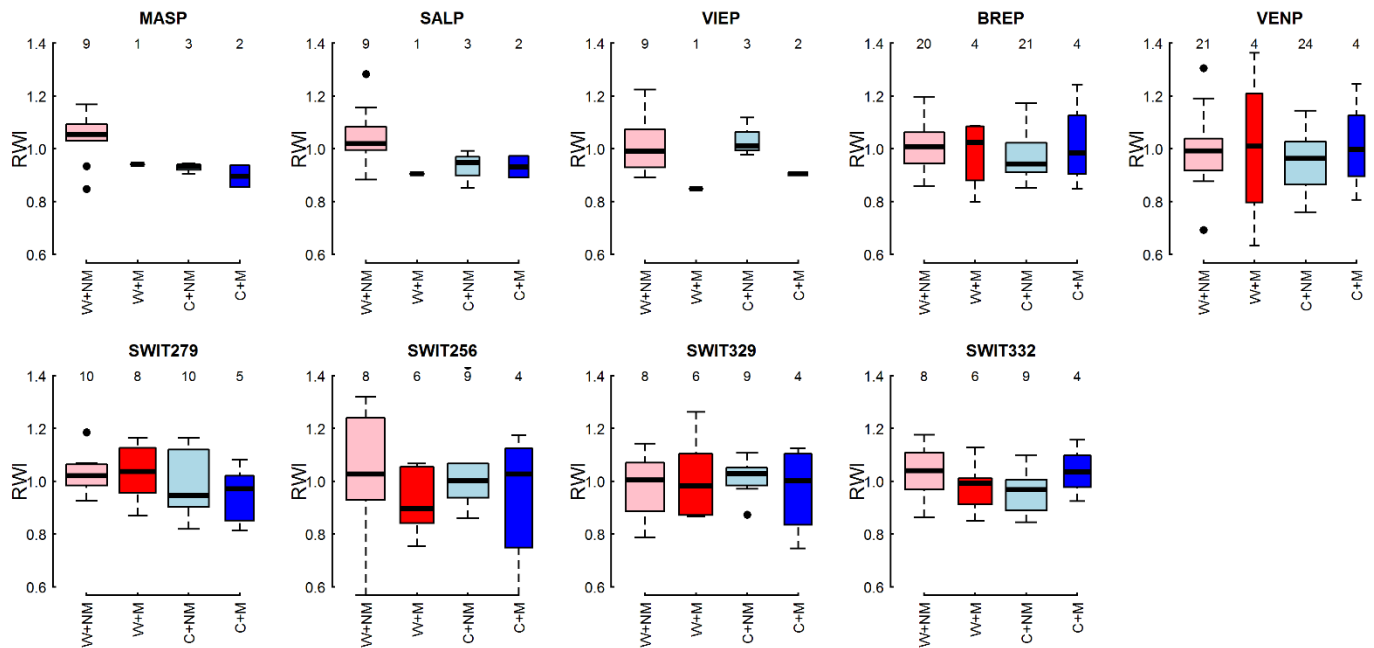 MASP SALP VIEP BREP VENP
1.4 9 1 3 2 1.4 9 1 3 2 1.4 9 1 3 2 1.4 20 4 21 4 1.4 21 4 24 4
1.2 1.2 1.2 1.2 1.2
RWI 1.0 RWI 1.0 RWI 1.0 RWI 1.0 RWI 1.0
0.8 0.8 0.8 0.8 0.8
0.6 0.6 0.6 0.6 0.6
W+NM W+M C+NM C+M W+NM W+M C+NM C+M W+NM W+M C+NM C+M W+NM W+M C+NM C+M W+NM W+M C+NM C+M
SWIT279 SWIT256 SWIT329 SWIT332
1.4 10 8 10 5 1.4 8 6 9 4 1.4 8 6 9 4 1.4 8 6 9 4
1.2 1.2 1.2 1.2
RWI 1.0 RWI 1.0 RWI 1.0 RWI 1.0
0.8 0.8 0.8 0.8
0.6 0.6 0.6 0.6
W+NM W+M C+NM C+M W+NM W+M C+NM C+M W+NM W+M C+NM C+M W+NM W+M C+NM C+M